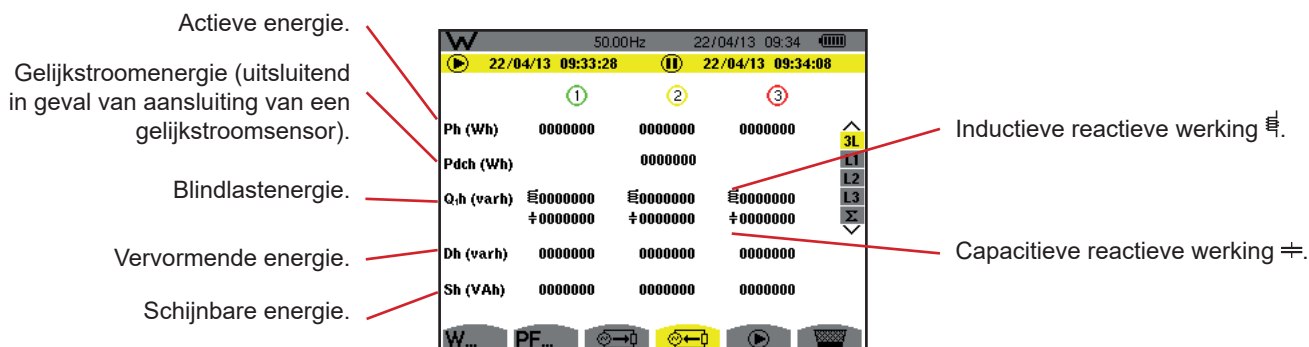 Actieve energie.
Gelijkstroomenergie (uitsluitend
in geval van aansluiting van een
gelijkstroomsensor).
Blindlastenergie.
Vervormende energie.
Schijnbare energie.
W 50.00Hz 22/04/13 09:34
22/04/13 09:33:28 22/04/13 09:34:08
1 2 3
Ph (Wh) 0000000 0000000 0000000
Pdch (Wh) 0000000
Q₁h (varh) 0000000 0000000 0000000
0000000 0000000 0000000
Dh (varh) 0000000 0000000 0000000
Sh (VAh) 0000000 0000000 0000000
3L
L1
L2
L3
Σ
W... PF...
Inductieve reactieve werking
Capacitieve reactieve werking